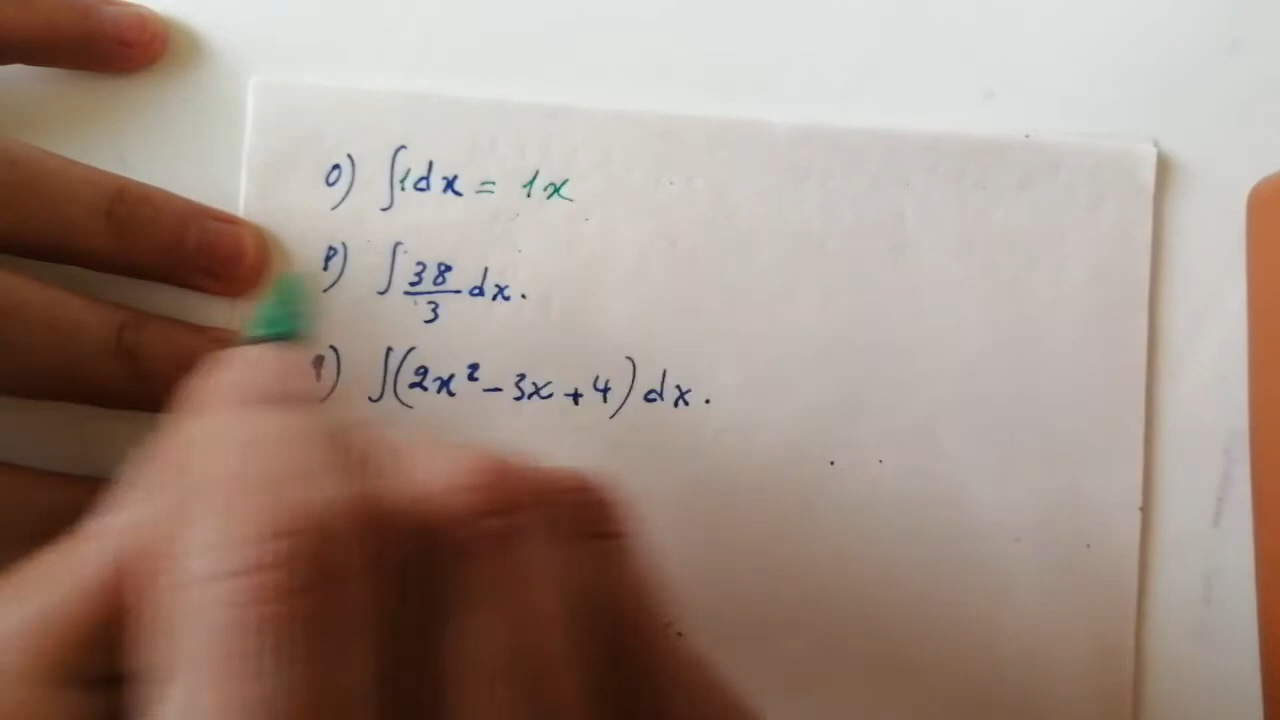 0) ∫1dx = 1x
P) ∫38/3 dx.
) ∫(2x² - 3x + 4) dx.